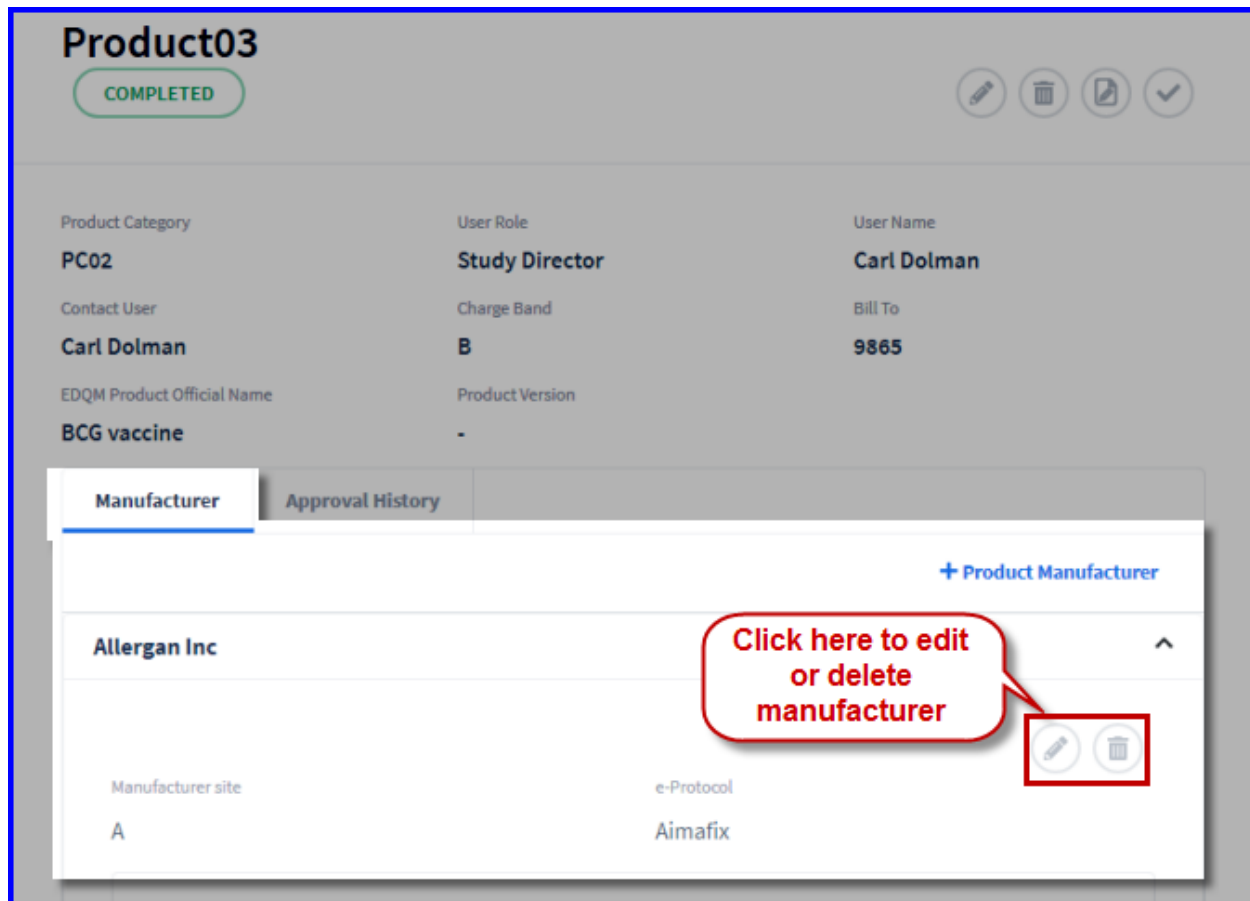 Product03
COMPLETED
Product Category User Role User Name
PC02 Study Director Carl Dolman
Contact User Charge Band Bill To
Carl Dolman B 9865
EDQM Product Official Name Product Version
BCG vaccine -
Manufacturer Approval History
+ Product Manufacturer
Allergan Inc
Click here to edit
or delete
manufacturer
Manufacturer site e-Protocol
A Aimafix